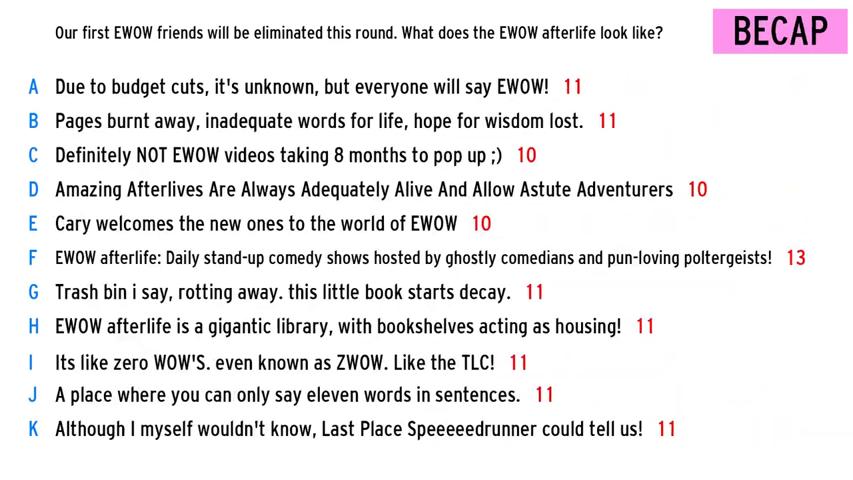 Our first EWOW friends will be eliminated this round. What does the EWOW afterlife look like?
BECAP
A Due to budget cuts, it's unknown, but everyone will say EWOW! 11
B Pages burnt away, inadequate words for life, hope for wisdom lost. 11
C Definitely NOT EWOW videos taking 8 months to pop up ;) 10
D Amazing Afterlives Are Always Adequately Alive And Allow Astute Adventurers 10
E Cary welcomes the new ones to the world of EWOW 10
F EWOW afterlife: Daily stand-up comedy shows hosted by ghostly comedians and pun-loving poltergeists! 13
G Trash bin i say, rotting away. this little book starts decay. 11
H EWOW afterlife is a gigantic library, with bookshelves acting as housing! 11
I Its like zero WOW'S. even known as ZWOW. Like the TLC! 11
J A place where you can only say eleven words in sentences. 11
K Although I myself wouldn't know, Last Place Speeeeedrunner could tell us! 11